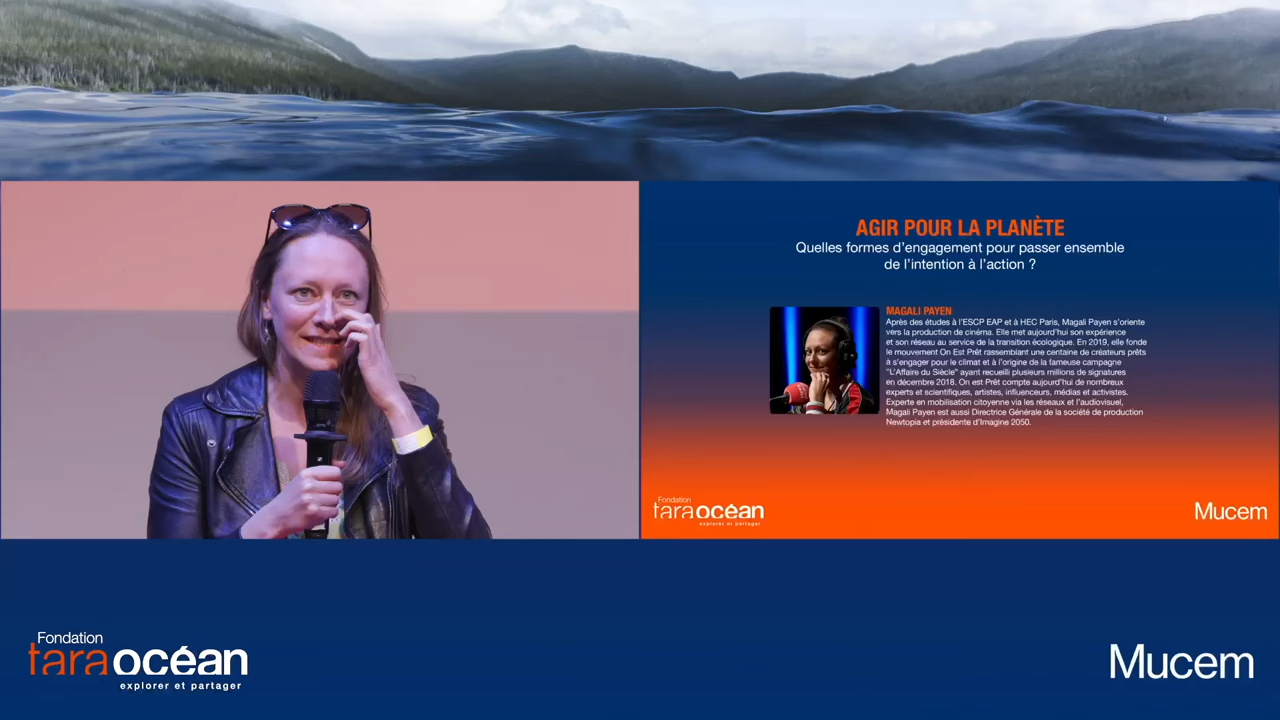 AGIR POUR LA PLANÈTE
Quelles formes d’engagement pour passer ensemble
de l’intention à l’action ?
MAGALI PAYEN
Après des études à l’ESCP EAP et à HEC Paris, Magali Payen s’oriente
vers la production de cinéma. Elle met aujourd’hui son expérience
et son réseau au service de la transition écologique. En 2019, elle fonde
le mouvement On Est Prêt rassemblant une centaine de créateurs prêts
à s’engager pour le climat et à l’origine de la fameuse campagne
"L’Affaire du Siècle" ayant recueilli plusieurs millions de signatures
en décembre 2018. On est Prêt compte aujourd’hui de nombreux
experts et scientifiques, artistes, influenceurs, médias et activistes.
Experte en mobilisation citoyenne via les réseaux et l’audiovisuel,
Magali Payen est aussi Directrice Générale de la société de production
Newtopia et présidente d’Imagine 2050.
Fondation
taraocéan
explorer et partager
Mucem
Fondation
taraocéan
explorer et partager
Mucem